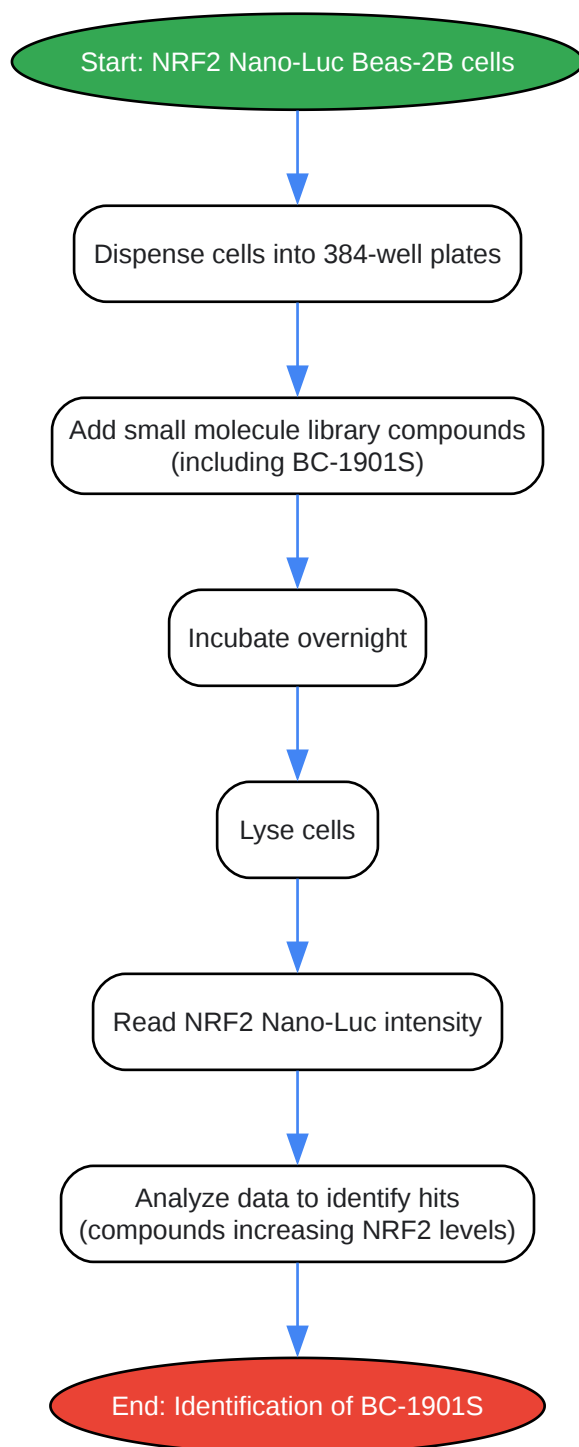 Start: NRF2 Nano-Luc Beas-2B cells
Dispense cells into 384-well plates
Add small molecule library compounds
(including BC-1901S)
Incubate overnight
Lyse cells
Read NRF2 Nano-Luc intensity
Analyze data to identify hits
(compounds increasing NRF2 levels)
End: Identification of BC-1901S